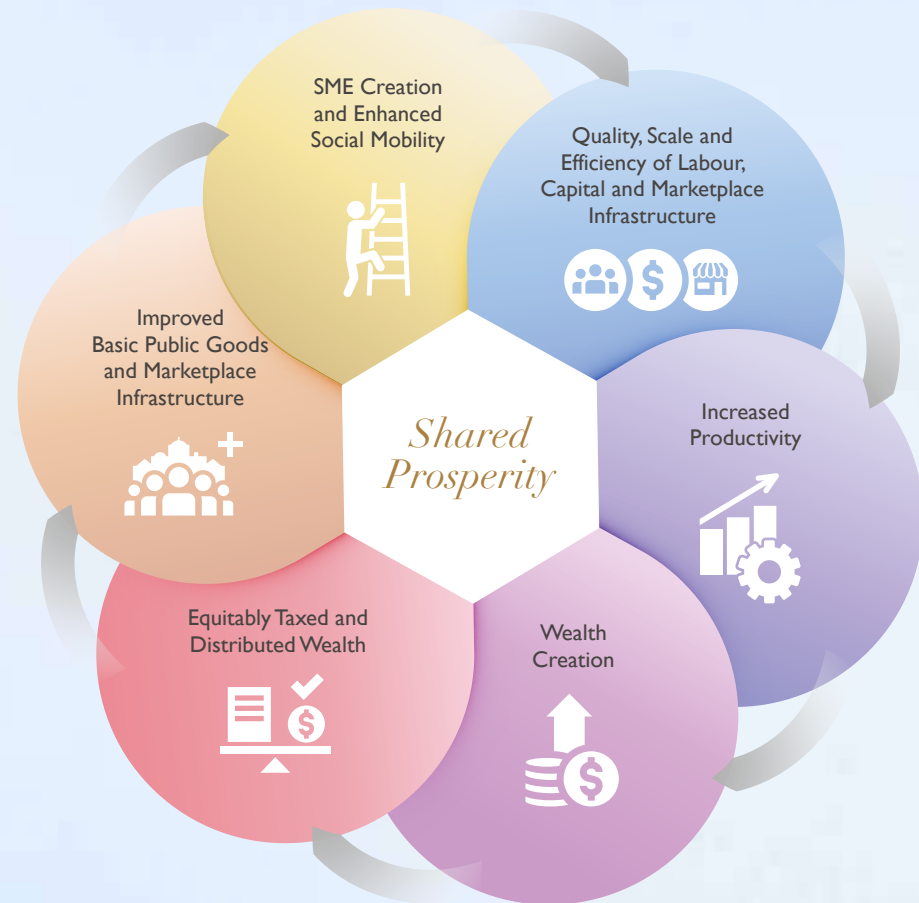 SME Creation
and Enhanced
Social Mobility
Quality, Scale and
Efficiency of Labour,
Capital and Marketplace
Infrastructure
Increased
Productivity
Wealth
Creation
Equitably Taxed and
Distributed Wealth
Improved
Basic Public Goods
and Marketplace
Infrastructure
Shared
Prosperity